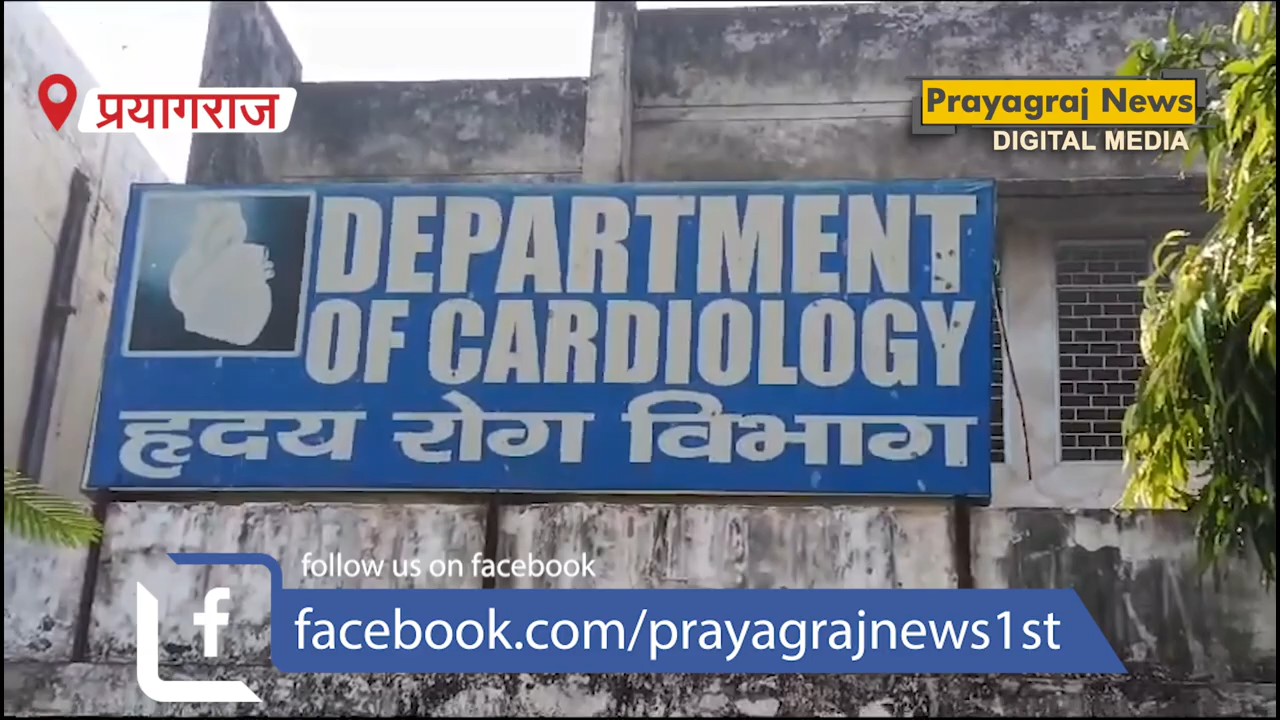 प्रयागराज
Prayagraj News
DIGITAL MEDIA
DEPARTMENT
OF CARDIOLOGY
हृदय रोग विभाग
follow us on facebook
f
facebook.com/prayagrajnews1st